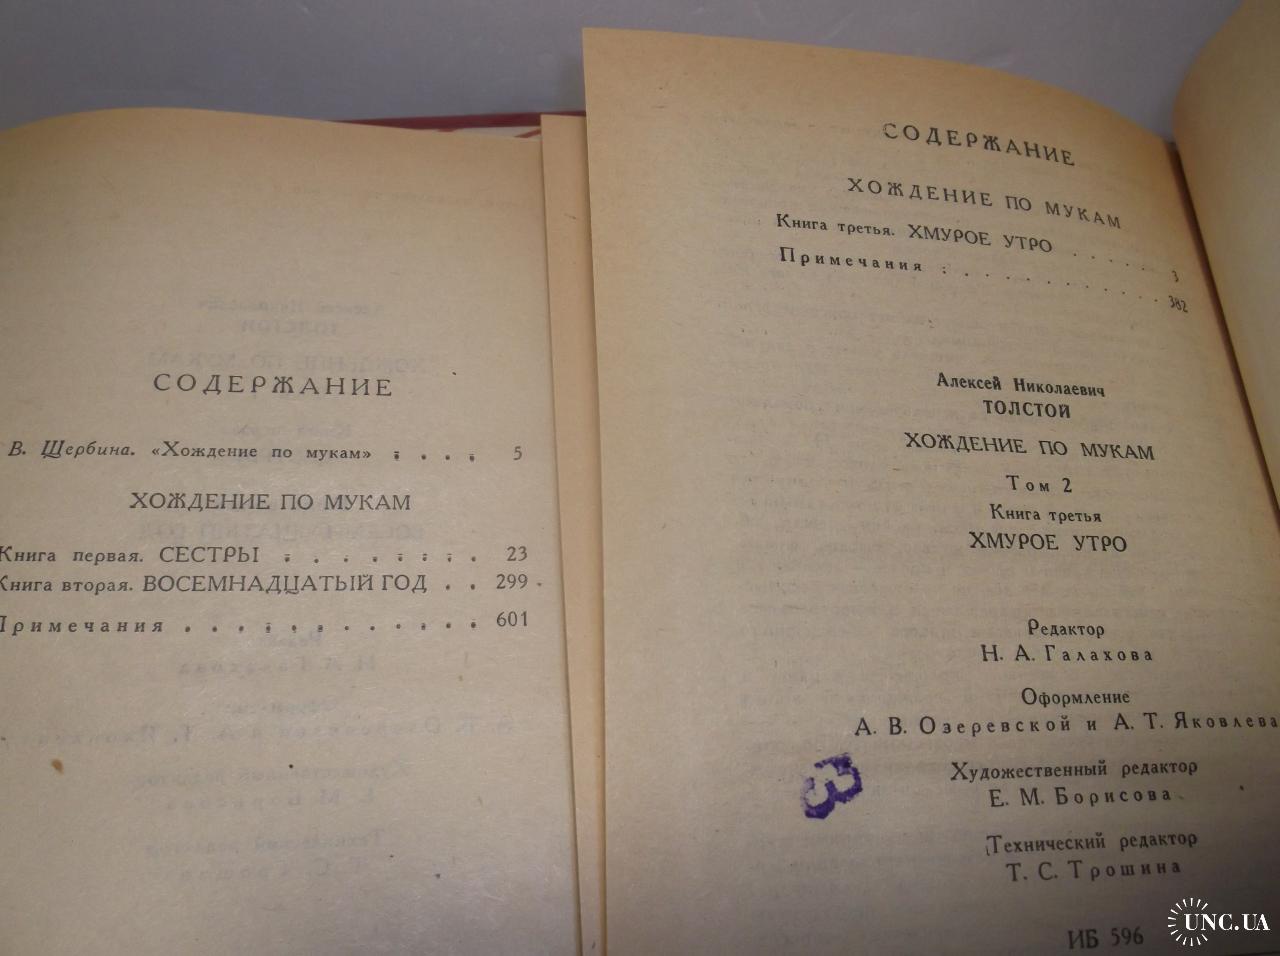 СОДЕРЖАНИЕ
В. Щербина. «Хождение по мукам» . . . . 5
ХОЖДЕНИЕ ПО МУКАМ
Книга первая. СЕСТРЫ . . . . . . . 23
Книга вторая. ВОСЕМНАДЦАТЫЙ ГОД . . 299
Примечания . . . . . . . . . . . . 601
СОДЕРЖАНИЕ
ХОЖДЕНИЕ ПО МУКАМ
Книга третья. ХМУРОЕ УТРО . . . . . 3
Примечания . . . . . . . . . . . . 382
Алексей Николаевич
ТОЛСТОЙ
ХОЖДЕНИЕ ПО МУКАМ
Том 2
Книга третья
ХМУРОЕ УТРО
Редактор
Н. А. Галахова
Оформление
А. В. Озеревской и А. Т. Яковлева
Художественный редактор
Е. М. Борисова
Технический редактор
Т. С. Трошина
ИБ 596
UNC.UA